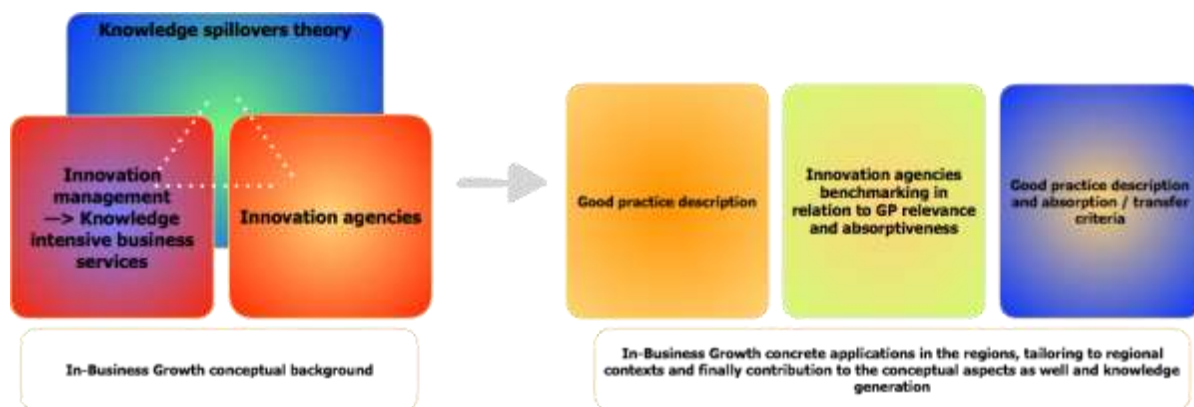 Knowledge spillovers theory
Innovation
management
—> Knowledge
intensive business
services
Innovation agencies
In-Business Growth conceptual background
Good practice description
Innovation agencies
benchmarking in
relation to GP relevance
and absorptiveness
Good practice description
and absorption / transfer
criteria
In-Business Growth concrete applications in the regions, tailoring to regional
contexts and finally contribution to the conceptual aspects as well and knowledge
generation